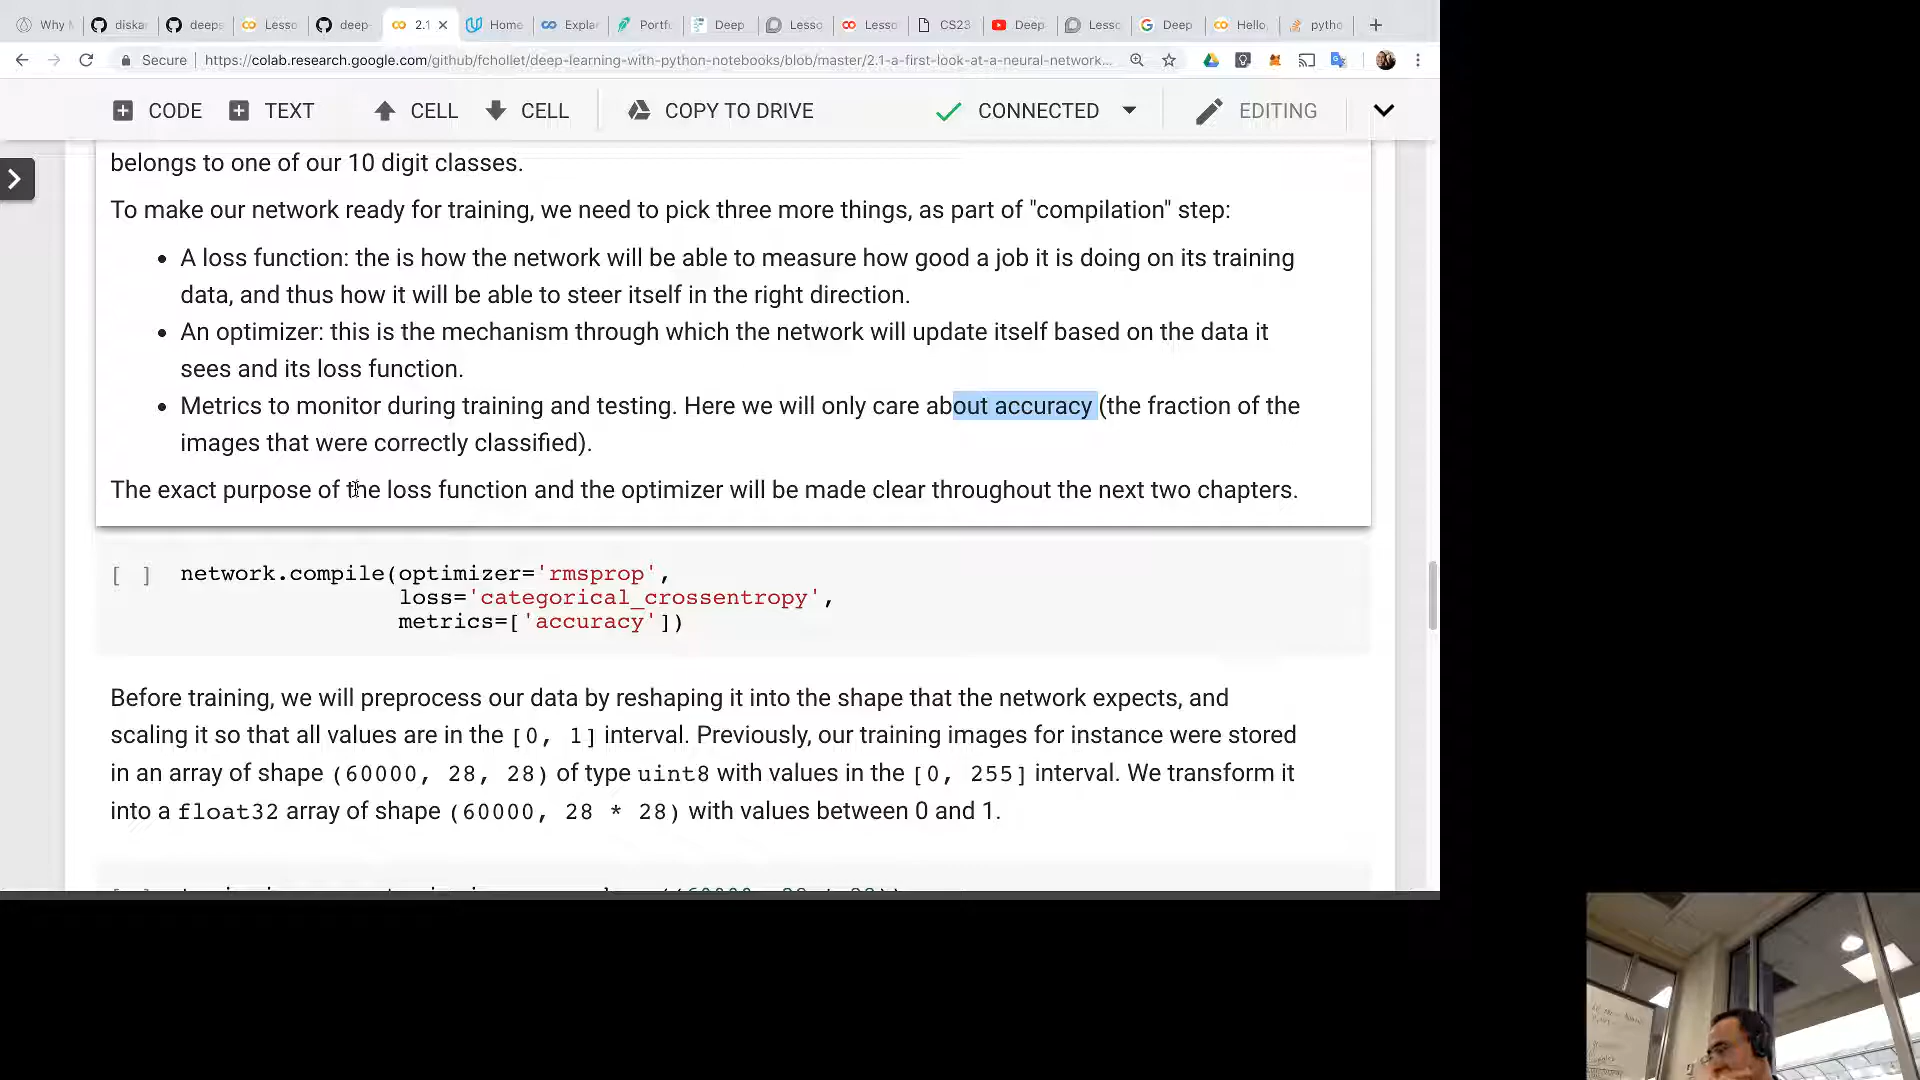 Why
diska
deeps
Lesso
deep-
2.1
Home
Explar
Portfo
Deep
Lesso
Lesso
CS23
Deep
Lesso
Deep
Hello,
pytho
Secure
https://colab.research.google.com/github/fchollet/deep-learning-with-python-notebooks/blob/master/2.1-a-first-look-at-a-neural-network...
CODE TEXT CELL CELL COPY TO DRIVE CONNECTED EDITING
belongs to one of our 10 digit classes.
To make our network ready for training, we need to pick three more things, as part of "compilation" step:
• A loss function: the is how the network will be able to measure how good a job it is doing on its training
data, and thus how it will be able to steer itself in the right direction.
• An optimizer: this is the mechanism through which the network will update itself based on the data it
sees and its loss function.
• Metrics to monitor during training and testing. Here we will only care about accuracy (the fraction of the
images that were correctly classified).
The exact purpose of the loss function and the optimizer will be made clear throughout the next two chapters.
[ ] network.compile(optimizer='rmsprop',
loss='categorical_crossentropy',
metrics=['accuracy'])
Before training, we will preprocess our data by reshaping it into the shape that the network expects, and
scaling it so that all values are in the [0, 1] interval. Previously, our training images for instance were stored
in an array of shape (60000, 28, 28) of type uint8 with values in the [0, 255] interval. We transform it
into a float32 array of shape (60000, 28 * 28) with values between 0 and 1.